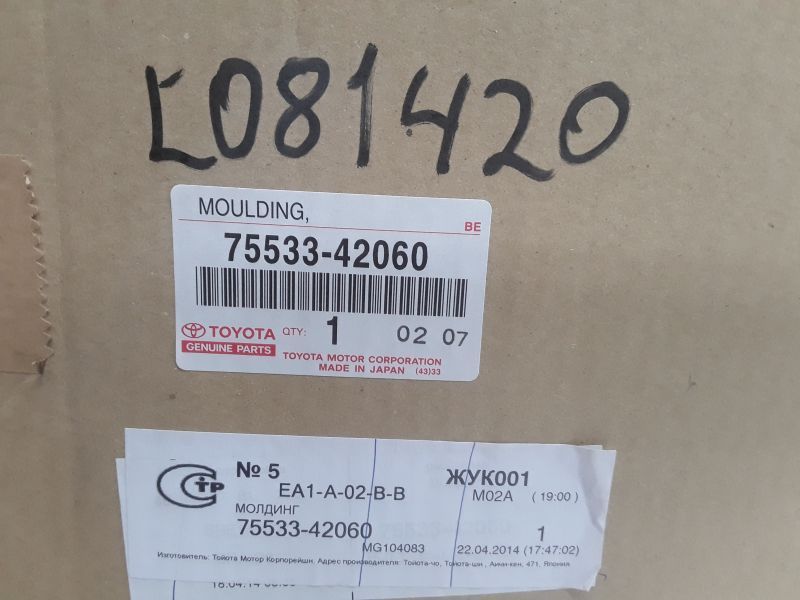 L081420
MOULDING,
BE
75533-42060
TOYOTA QTY: 1 02 07
GENUINE PARTS
TOYOTA MOTOR CORPORATION
MADE IN JAPAN (43)33
СТР № 5 ЖУК001
EA1-A-02-B-B M02A (19:00)
МОЛДИНГ
75533-42060 1
MG104083 22.04.2014 (17:47:02)
Изготовитель: Тойота Мотор Корпорейшн. Адрес производителя: Тойота-чо, Тойота-ши, Аичи-кен, 471, Япония.